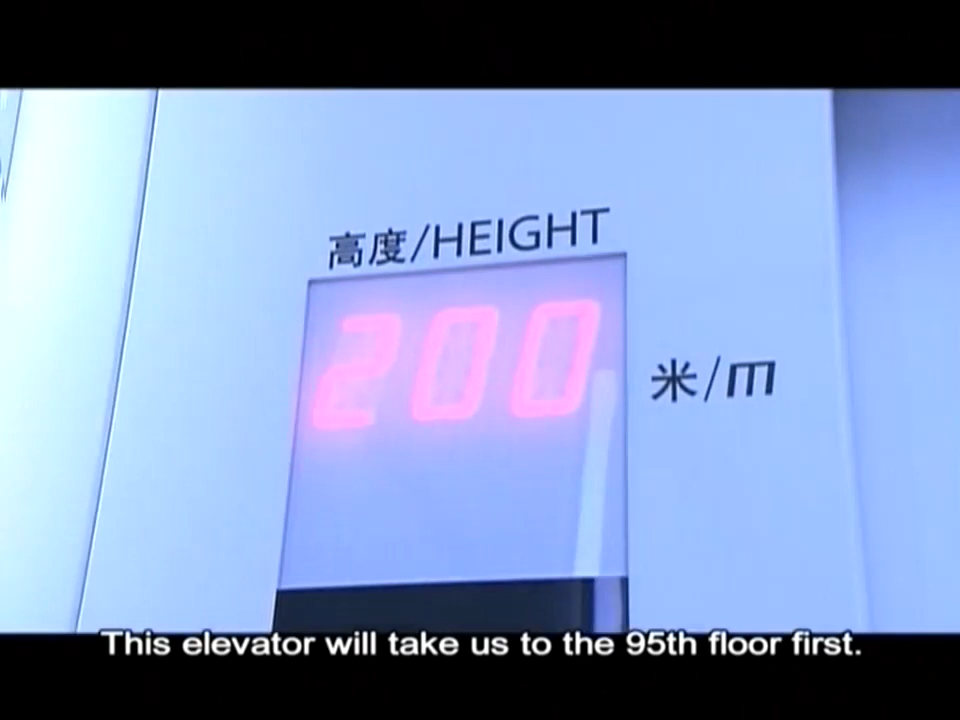 高度/HEIGHT
200
米/m
This elevator will take us to the 95th floor first.